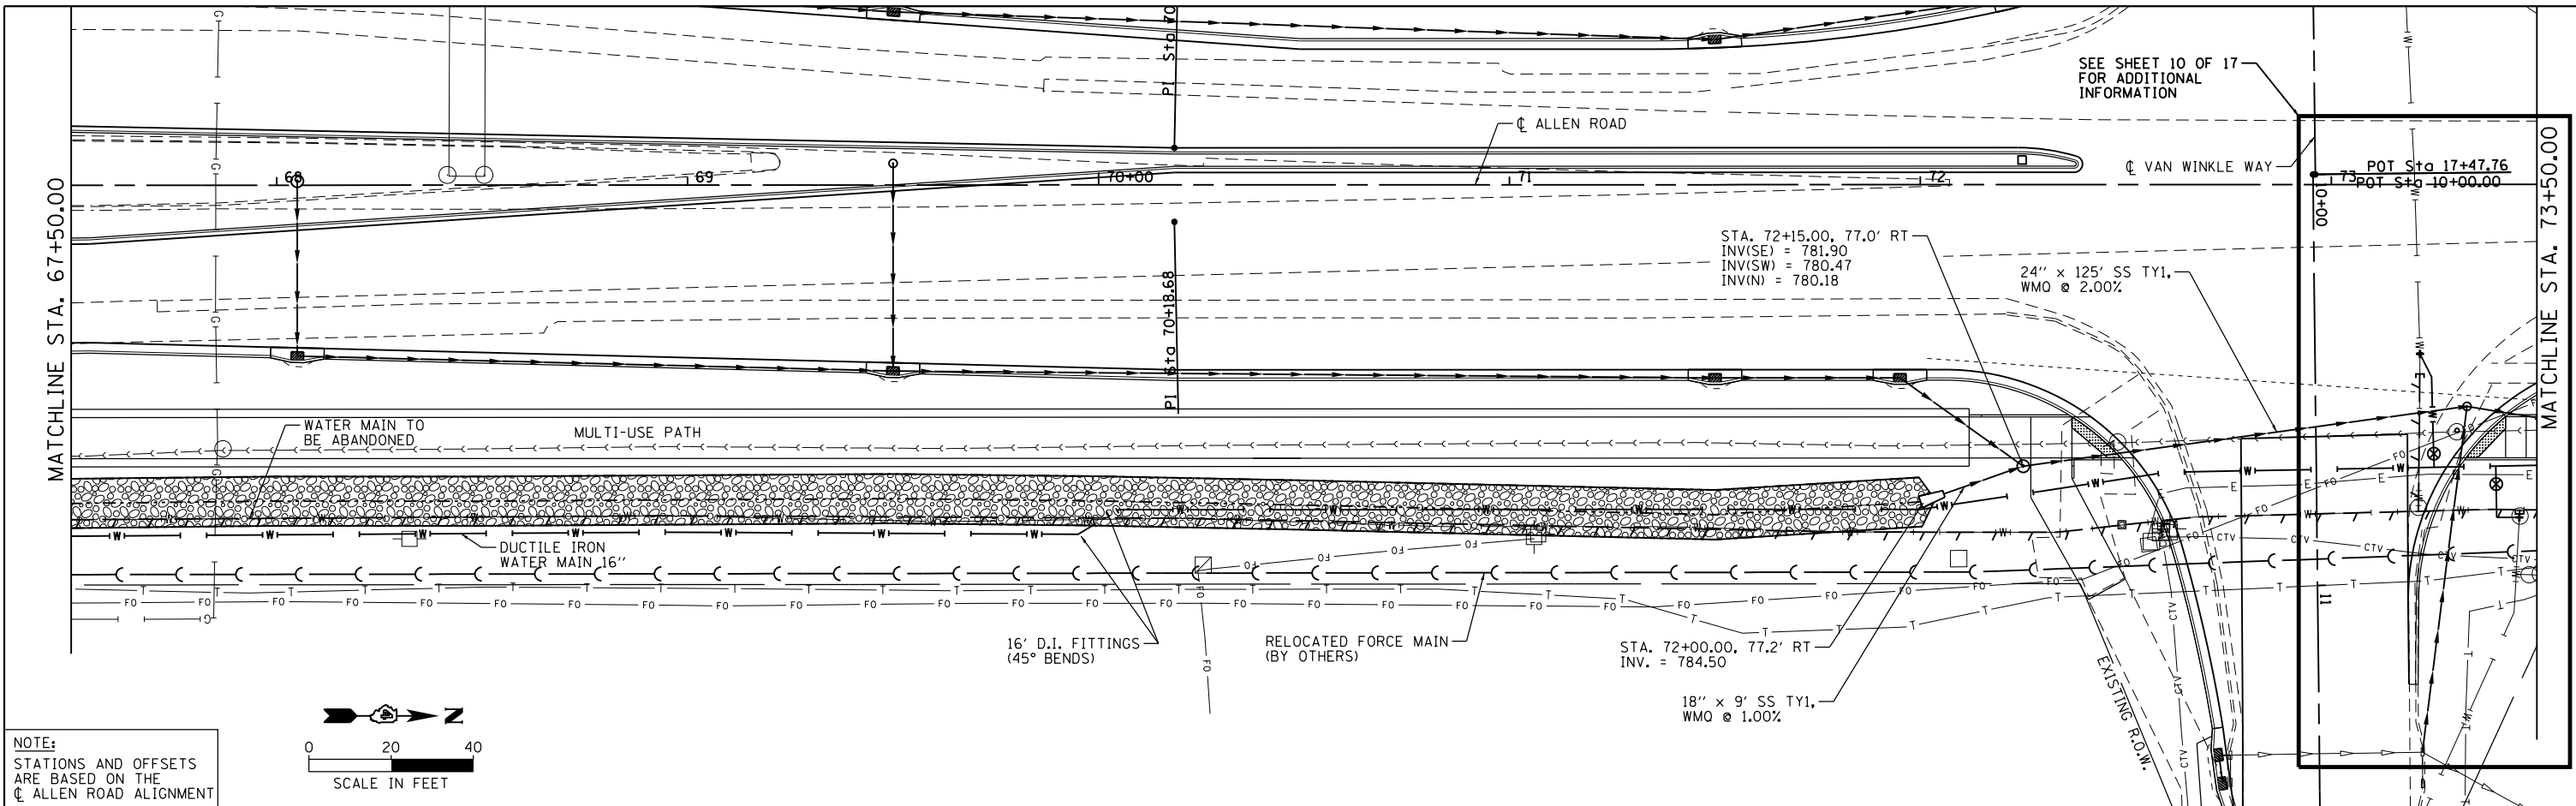 MATCHLINE STA. 67+50.00
68
69
70+00
71
72
73
PI Sta 70
PI Sta 70+18.68
℄ ALLEN ROAD
SEE SHEET 10 OF 17
FOR ADDITIONAL
INFORMATION
℄ VAN WINKLE WAY
POT Sta 17+47.76
POT Sta 10+00.00
10+00
11
MATCHLINE STA. 73+50.00
STA. 72+15.00, 77.0' RT
INV(SE) = 781.90
INV(SW) = 780.47
INV(N) = 780.18
24" x 125' SS TY1,
WMQ @ 2.00%
WATER MAIN TO
BE ABANDONED
MULTI-USE PATH
DUCTILE IRON
WATER MAIN 16"
16' D.I. FITTINGS
(45° BENDS)
RELOCATED FORCE MAIN
(BY OTHERS)
STA. 72+00.00, 77.2' RT
INV. = 784.50
18" x 9' SS TY1,
WMQ @ 1.00%
EXISTING R.O.W.
N
0 20 40
SCALE IN FEET
NOTE:
STATIONS AND OFFSETS
ARE BASED ON THE
℄ ALLEN ROAD ALIGNMENT